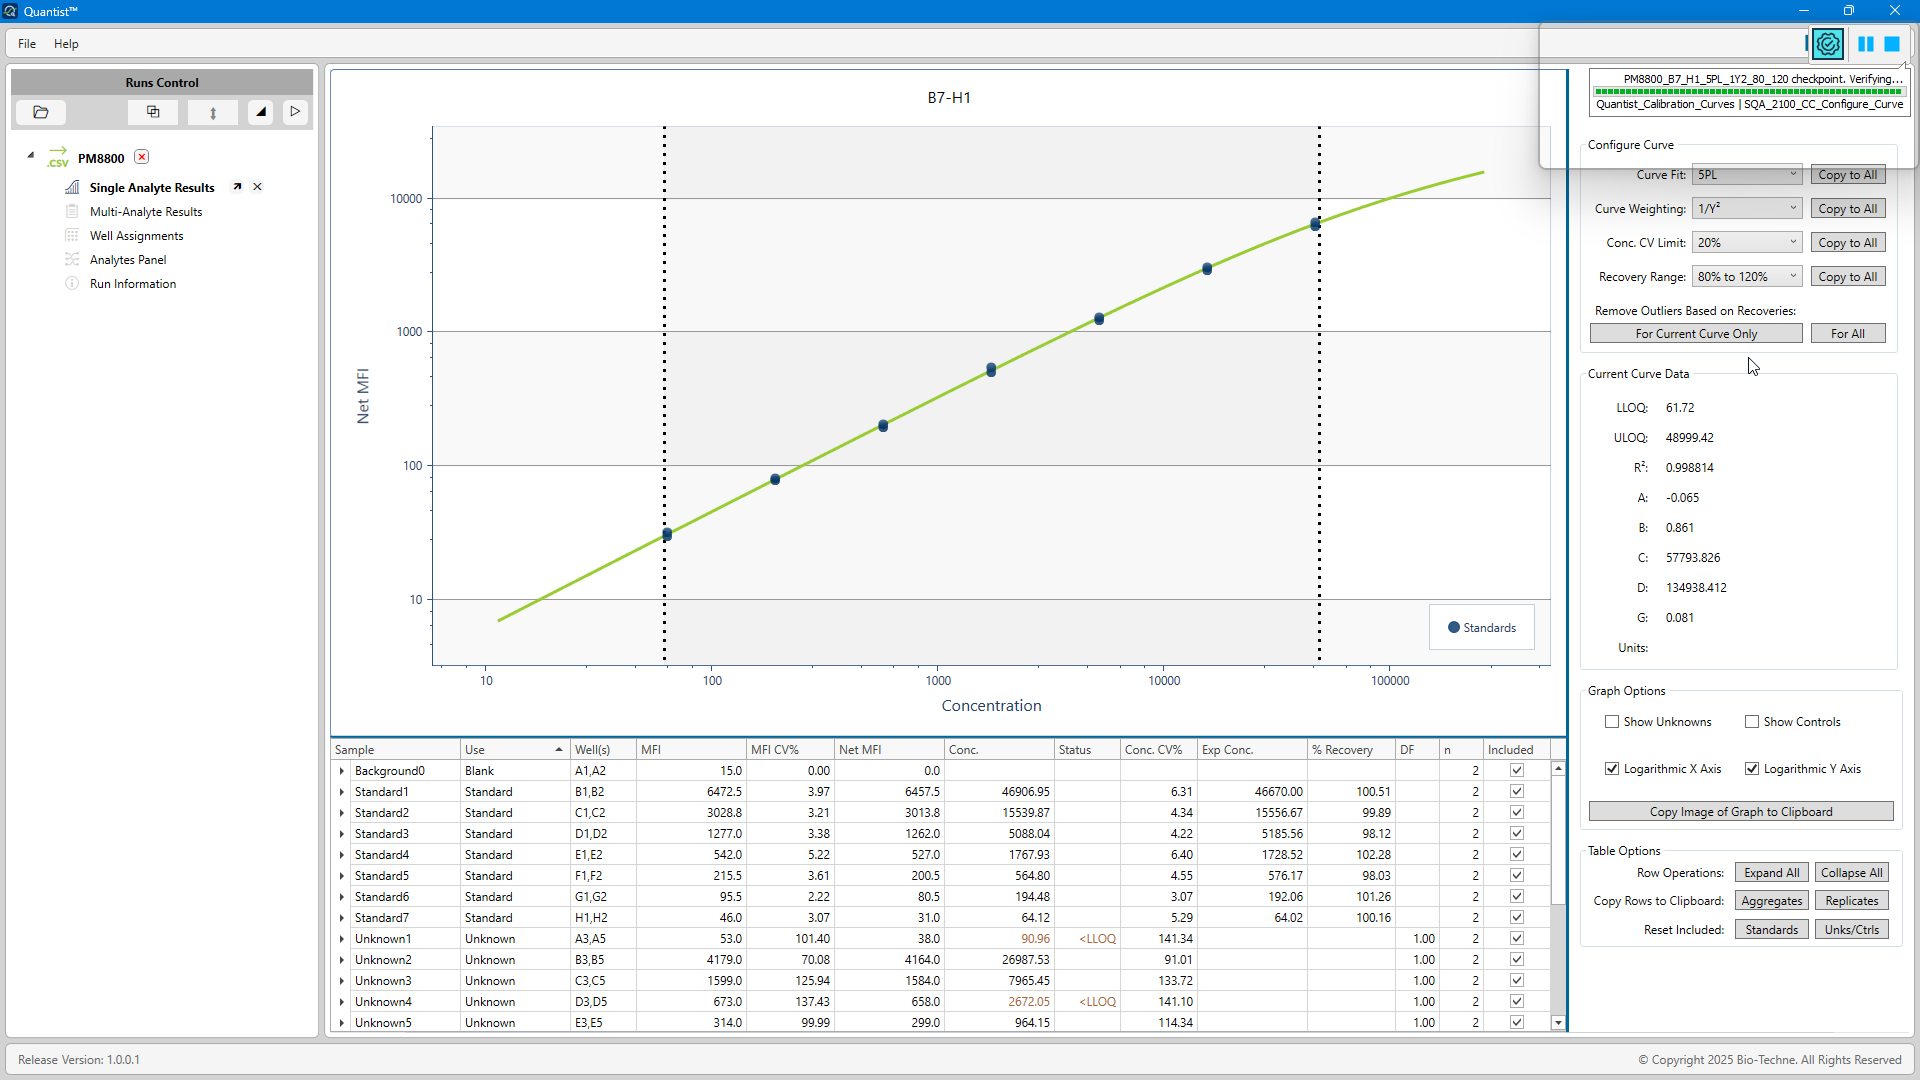 Quantist™
File Help
PM8800_B7_H1_5PL_1Y2_80_120 checkpoint. Verifying...
Quantist_Calibration_Curves | SQA_2100_CC_Configure_Curve
Runs Control
.csv PM8800
Single Analyte Results
Multi-Analyte Results
Well Assignments
Analytes Panel
Run Information
B7-H1
Net MFI
10000
1000
100
10
10 100 1000 10000 100000
Concentration
Standards
Configure Curve
Curve Fit: 5PL Copy to All
Curve Weighting: 1/Y² Copy to All
Conc. CV Limit: 20% Copy to All
Recovery Range: 80% to 120% Copy to All
Remove Outliers Based on Recoveries:
For Current Curve Only For All
Current Curve Data
LLOQ: 61.72
ULOQ: 48999.42
R²: 0.998814
A: -0.065
B: 0.861
C: 57793.826
D: 134938.412
G: 0.081
Units:
Graph Options
Show Unknowns Show Controls
Logarithmic X Axis Logarithmic Y Axis
Copy Image of Graph to Clipboard
Table Options
Row Operations: Expand All Collapse All
Copy Rows to Clipboard: Aggregates Replicates
Reset Included: Standards Unks/Ctrls
Sample Use Well(s) MFI MFI CV% Net MFI Conc. Status Conc. CV% Exp Conc. % Recovery DF n Included
Background0 Blank A1,A2 15.0 0.00 0.0 2
Standard1 Standard B1,B2 6472.5 3.97 6457.5 46906.95 6.31 46670.00 100.51 2
Standard2 Standard C1,C2 3028.8 3.21 3013.8 15539.87 4.34 15556.67 99.89 2
Standard3 Standard D1,D2 1277.0 3.38 1262.0 5088.04 4.22 5185.56 98.12 2
Standard4 Standard E1,E2 542.0 5.22 527.0 1767.93 6.40 1728.52 102.28 2
Standard5 Standard F1,F2 215.5 3.61 200.5 564.80 4.55 576.17 98.03 2
Standard6 Standard G1,G2 95.5 2.22 80.5 194.48 3.07 192.06 101.26 2
Standard7 Standard H1,H2 46.0 3.07 31.0 64.12 5.29 64.02 100.16 2
Unknown1 Unknown A3,A5 53.0 101.40 38.0 90.96 <LLOQ 141.34 1.00 2
Unknown2 Unknown B3,B5 4179.0 70.08 4164.0 26987.53 91.01 1.00 2
Unknown3 Unknown C3,C5 1599.0 125.94 1584.0 7965.45 133.72 1.00 2
Unknown4 Unknown D3,D5 673.0 137.43 658.0 2672.05 <LLOQ 141.10 1.00 2
Unknown5 Unknown E3,E5 314.0 99.99 299.0 964.15 114.34 1.00 2
Release Version: 1.0.0.1
© Copyright 2025 Bio-Techne. All Rights Reserved